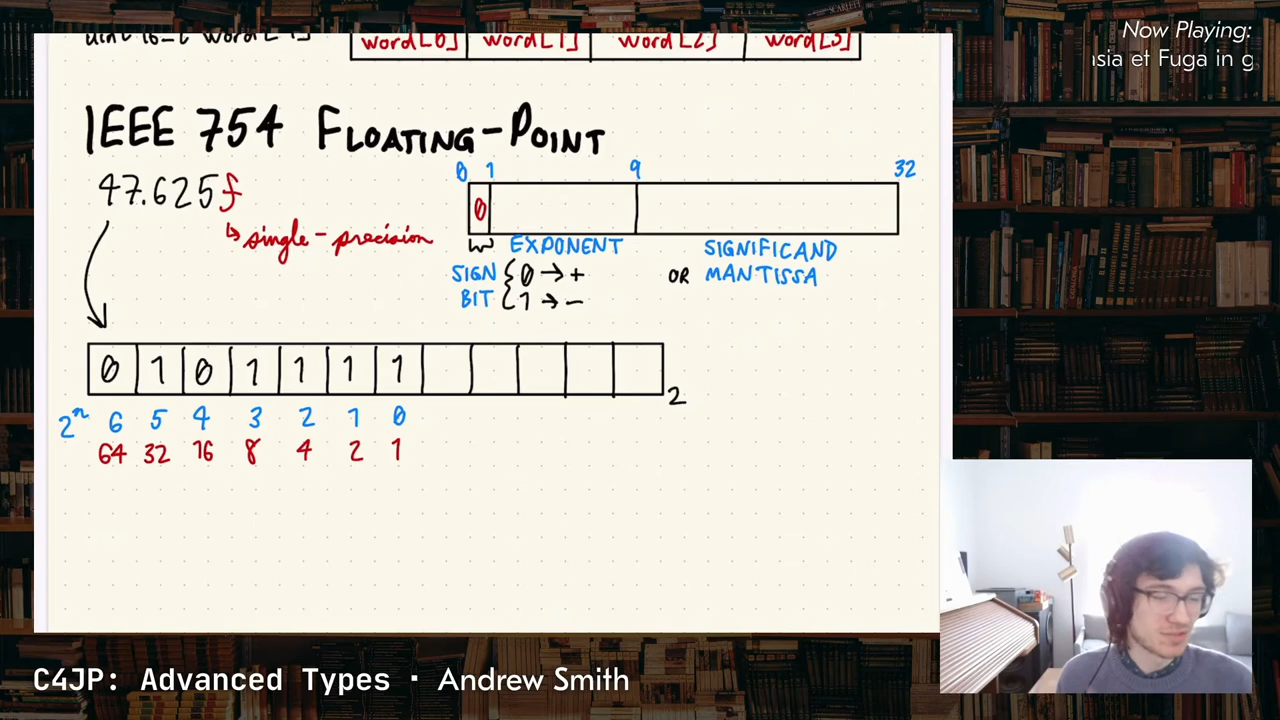 word[0] word[1] word[2] word[3]
Now Playing:
sia et Fuga in g
IEEE 754 FLOATING-POINT
47.625f
↳ single-precision
0 1 9 32
0
EXPONENT
SIGNIFICAND
OR MANTISSA
SIGN BIT { 0 → +
1 → −
0 1 0 1 1 1 1
2
2ⁿ 6 5 4 3 2 1 0
64 32 16 8 4 2 1
C4JP: Advanced Types • Andrew Smith